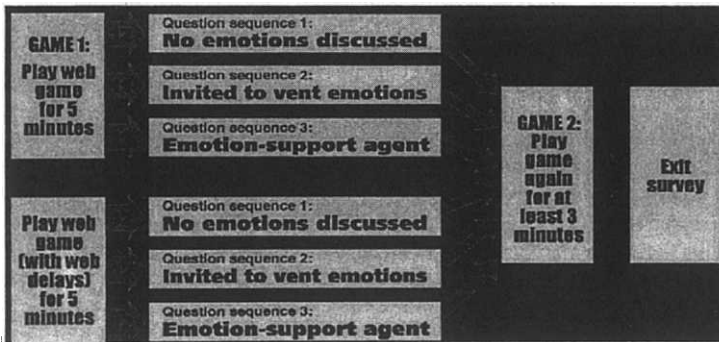 GAME 1:
Play web
game
for 5
minutes
Question sequence 1:
No emotions discussed
Question sequence 2:
Invited to vent emotions
Question sequence 3:
Emotion-support agent
Play web
game
(with web
delays)
for 5
minutes
Question sequence 1:
No emotions discussed
Question sequence 2:
Invited to vent emotions
Question sequence 3:
Emotion-support agent
GAME 2:
Play
game
again
for at
least 3
minutes
Exit
survey